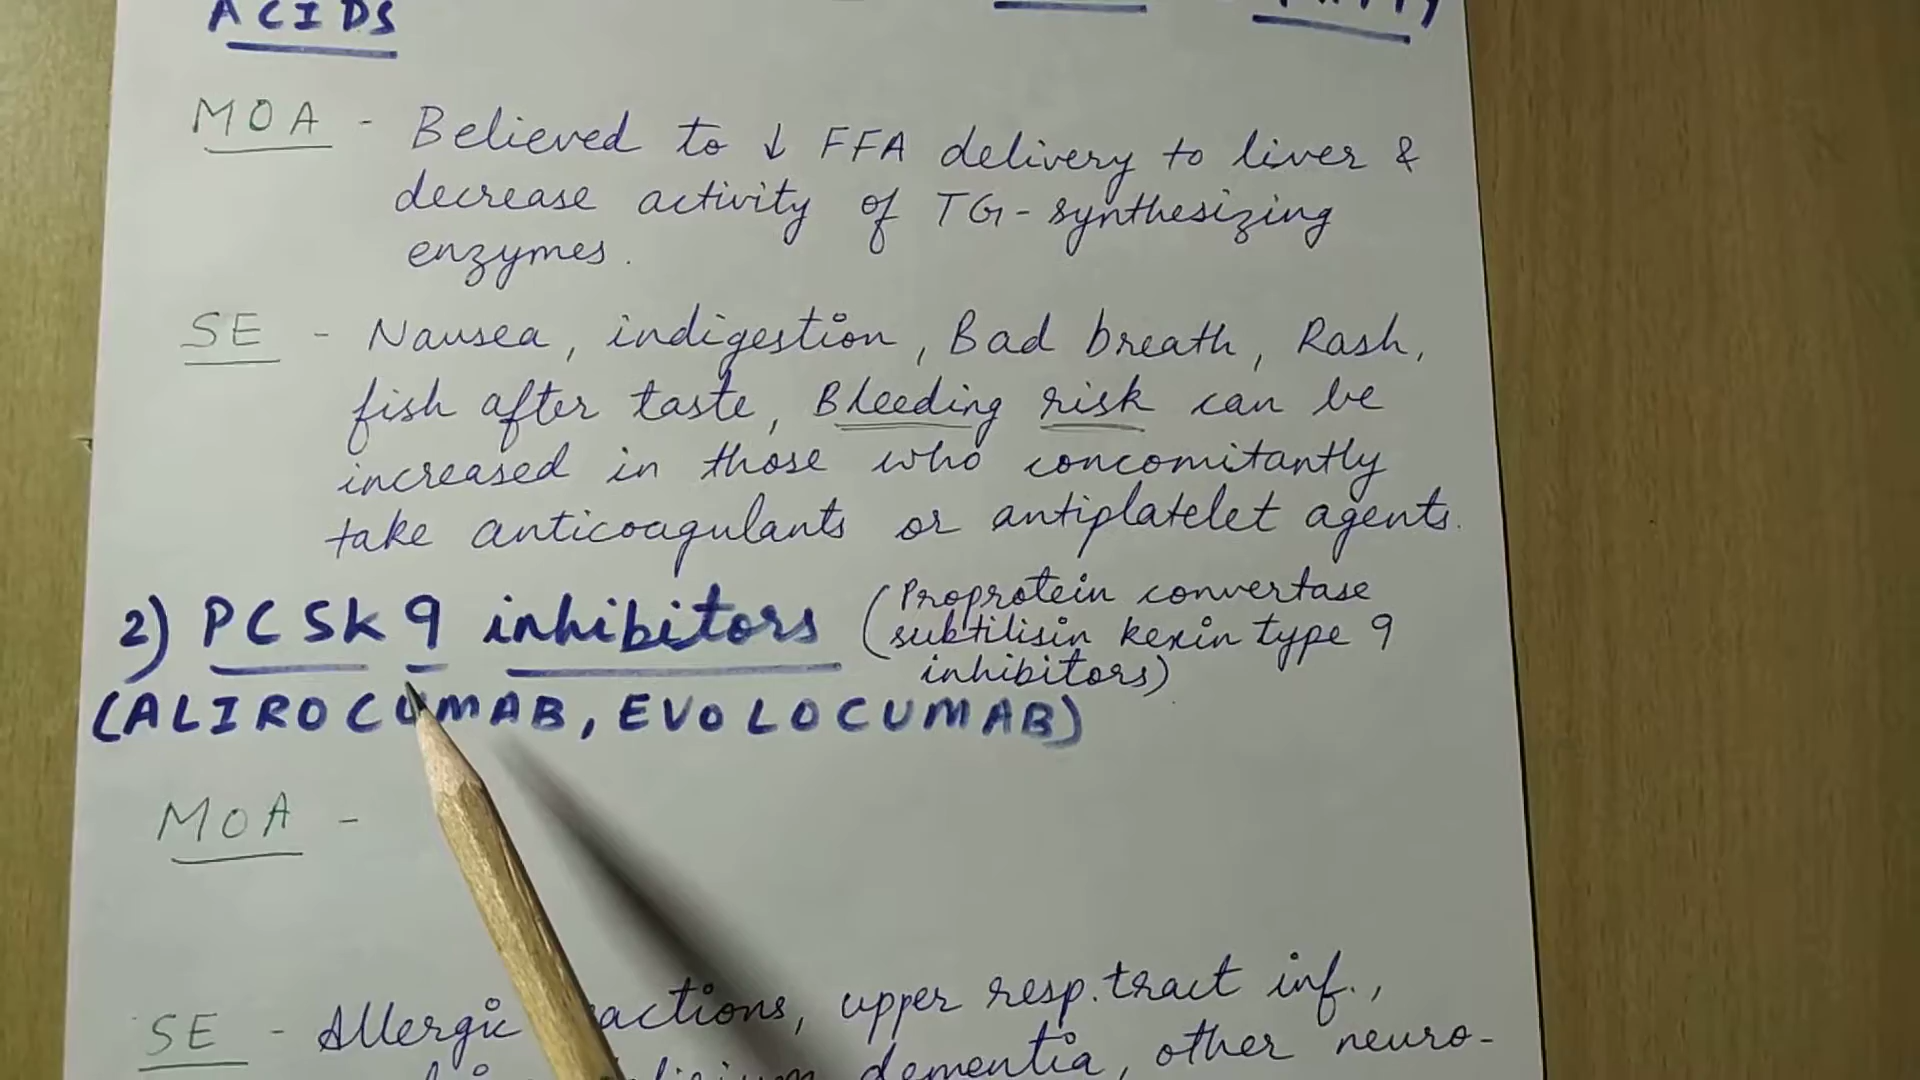 ACIDS
MOA - Believed to ↓ FFA delivery to liver &
decrease activity of TG-synthesizing
enzymes.
SE - Nausea, indigestion, Bad breath, Rash,
fish after taste, Bleeding risk can be
increased in those who concomitantly
take anticoagulants or antiplatelet agents.
2) PCSK9 inhibitors (Proprotein convertase
subtilisin kexin type 9
inhibitors)
(ALIROCUMAB, EVOLOCUMAB)
MOA -
SE - Allergic reactions, upper resp. tract inf.,
dementia, other neuro-